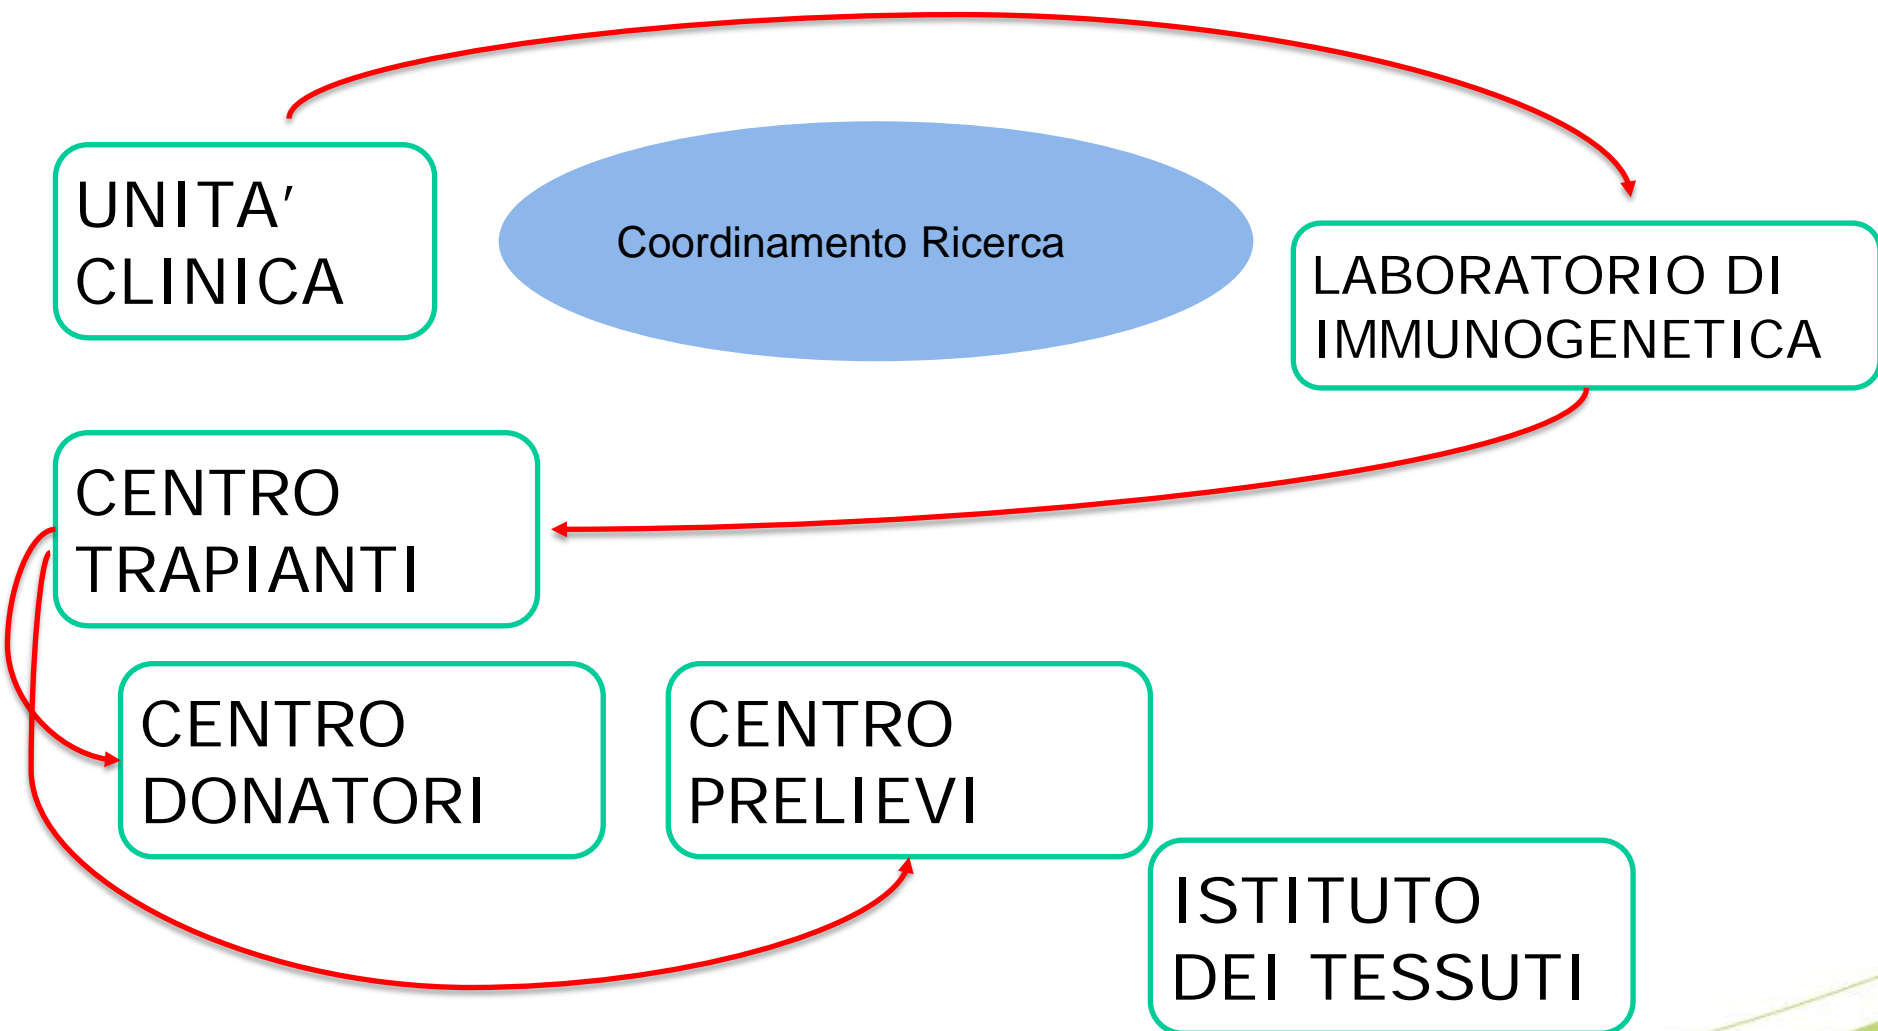 UNITA’
CLINICA
Coordinamento Ricerca
LABORATORIO DI
IMMUNOGENETICA
CENTRO
TRAPIANTI
CENTRO
DONATORI
CENTRO
PRELIEVI
ISTITUTO
DEI TESSUTI